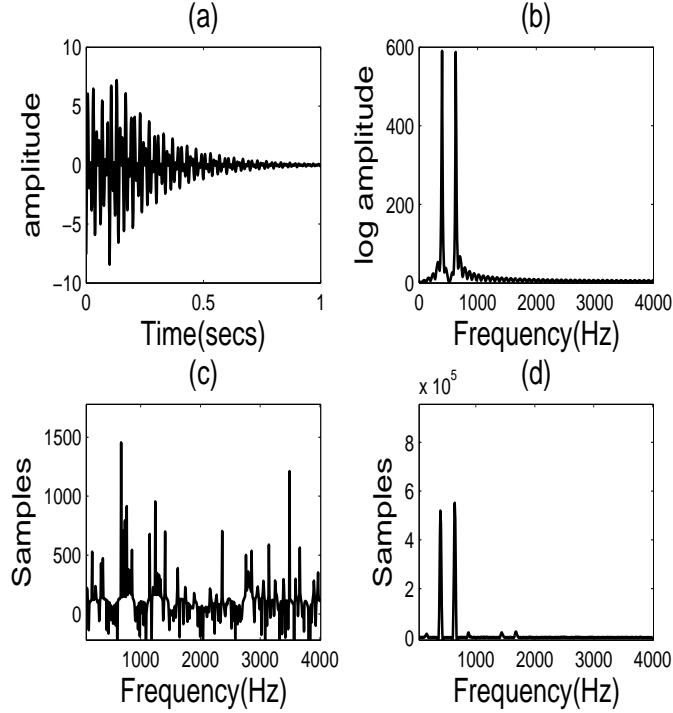 (a)
(b)
10
5
0
−5
−10
amplitude
0
0.5
1
Time(secs)
600
400
200
0
log amplitude
0
1000
2000
3000
4000
Frequency(Hz)
(c)
(d)
1500
1000
500
0
Samples
1000
2000
3000
4000
Frequency(Hz)
x 10^5
8
6
4
2
0
Samples
1000
2000
3000
4000
Frequency(Hz)